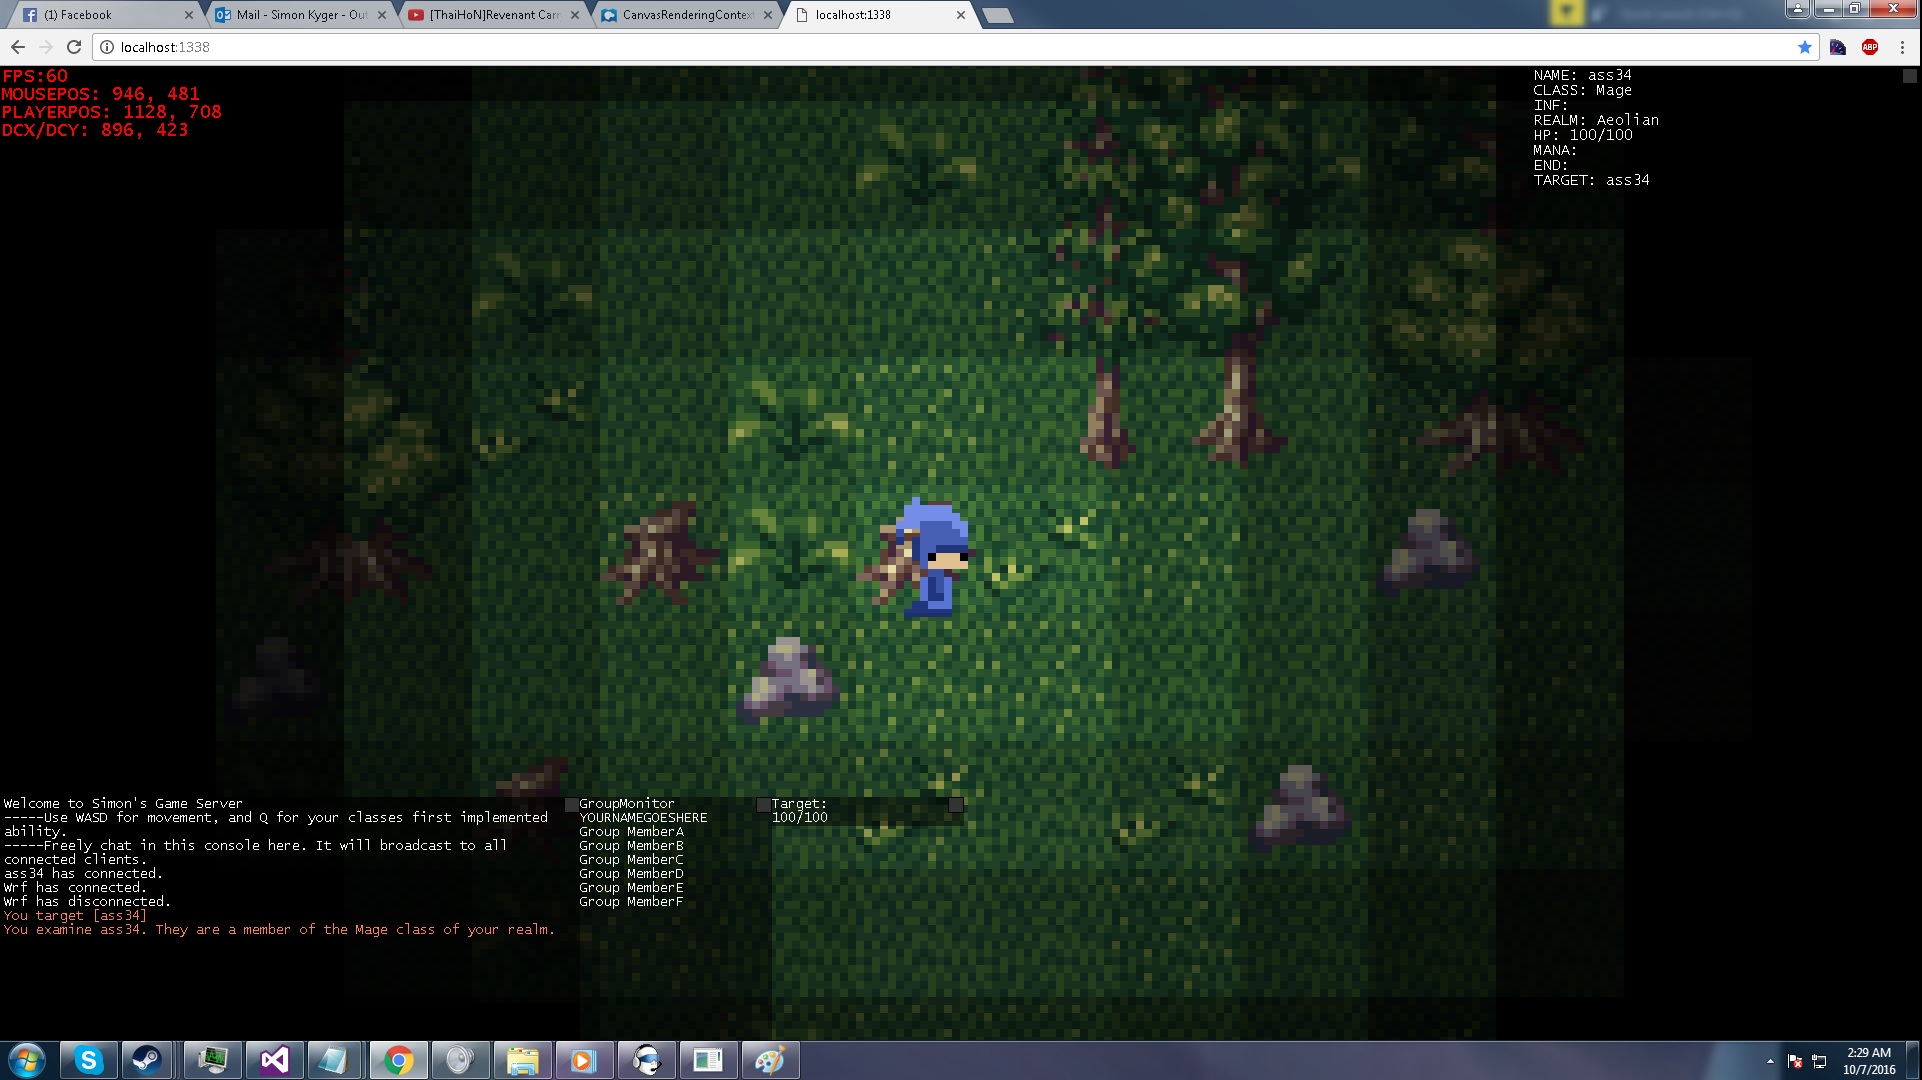 (1) Facebook
Mail - Simon Kyger - Out
[ThaiHoN]Revenant Carr
CanvasRenderingContex
localhost:1338
localhost:1338
ABP
FPS:60
MOUSEPOS: 946, 481
PLAYERPOS: 1128, 708
DCX/DCY: 896, 423
NAME: ass34
CLASS: Mage
INF:
REALM: Aeolian
HP: 100/100
MANA:
END:
TARGET: ass34
Welcome to Simon's Game Server
-----Use WASD for movement, and Q for your classes first implemented
ability.
-----Freely chat in this console here. It will broadcast to all
connected clients.
ass34 has connected.
Wrf has connected.
Wrf has disconnected.
You target [ass34]
You examine ass34. They are a member of the Mage class of your realm.
GroupMonitor
YOURNAMEGOESHERE
Group MemberA
Group MemberB
Group MemberC
Group MemberD
Group MemberE
Group MemberF
Target:
100/100
2:29 AM
10/7/2016